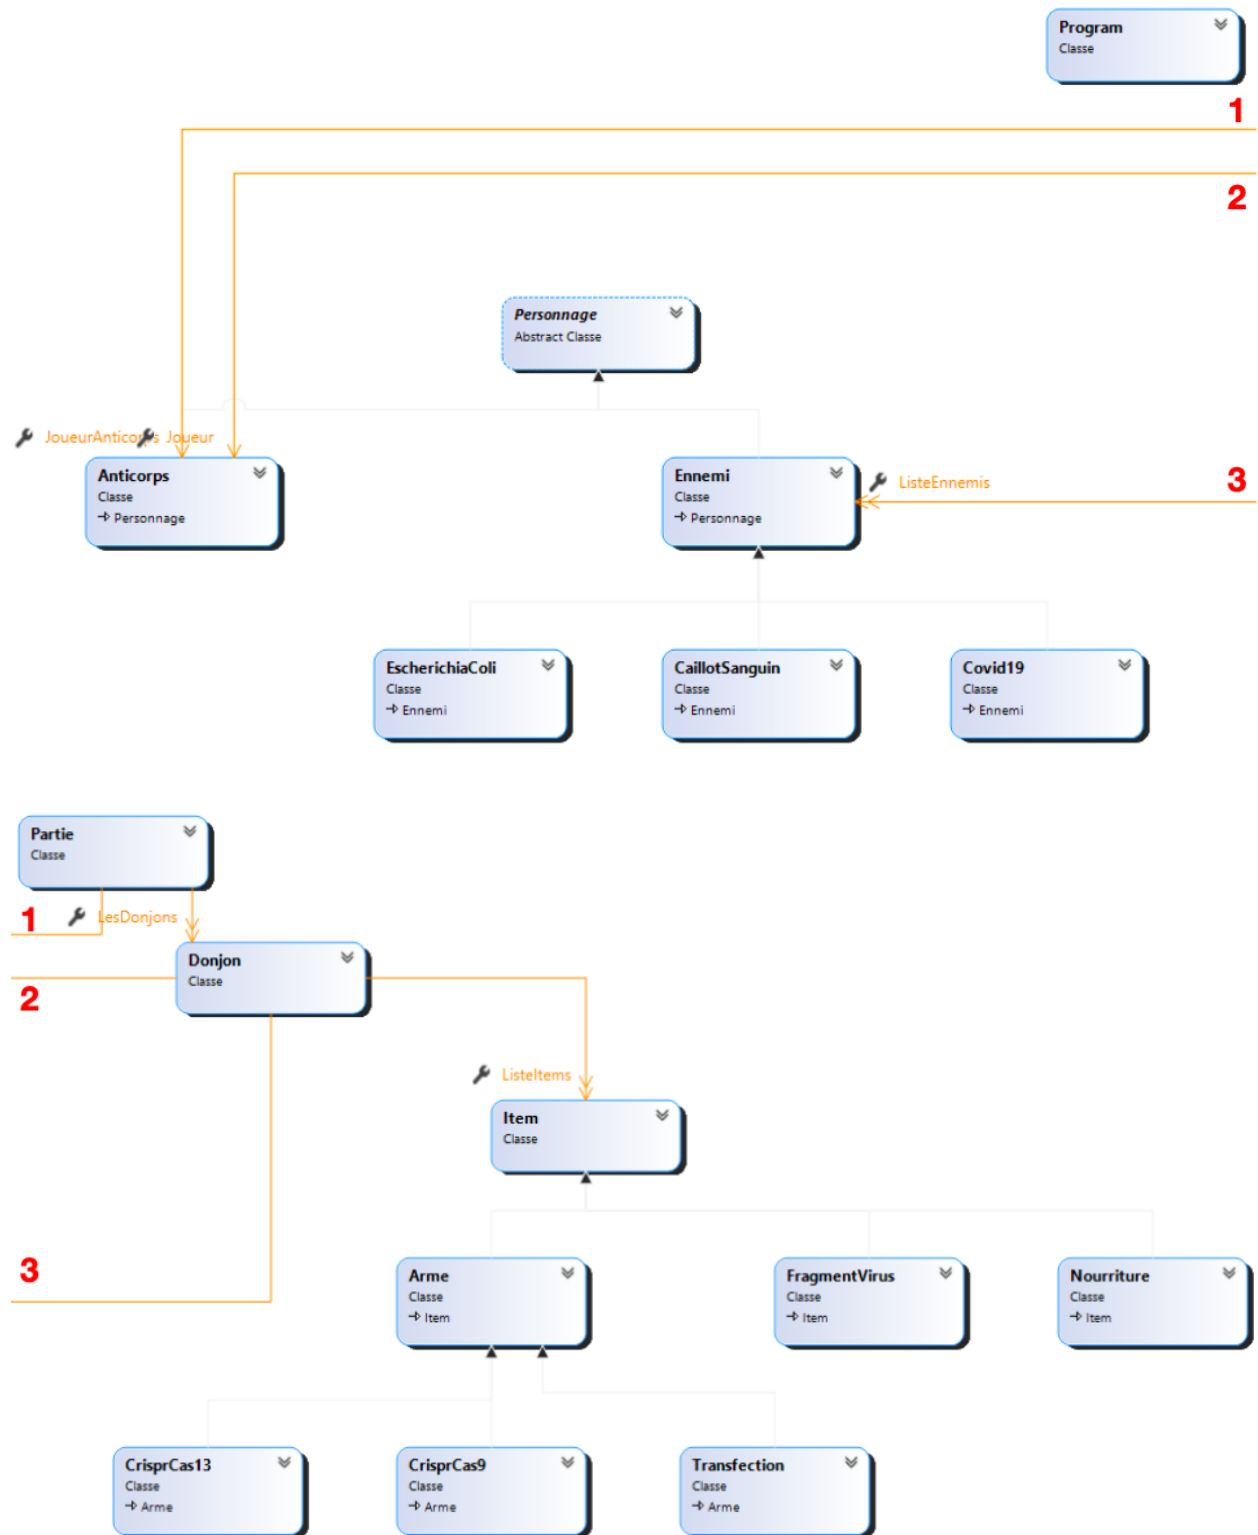 Program
Classe
1
2
Personnage
Abstract Classe
JoueurAnticorps
Joueur
Anticorps
Classe
Personnage
Ennemi
Classe
Personnage
ListeEnnemis
3
EscherichiaColi
Classe
Ennemi
CaillotSanguin
Classe
Ennemi
Covid19
Classe
Ennemi
Partie
Classe
1
LesDonjons
Donjon
Classe
2
ListeItems
Item
Classe
3
Arme
Classe
Item
FragmentVirus
Classe
Item
Nourriture
Classe
Item
CrisprCas13
Classe
Arme
CrisprCas9
Classe
Arme
Transfection
Classe
Arme